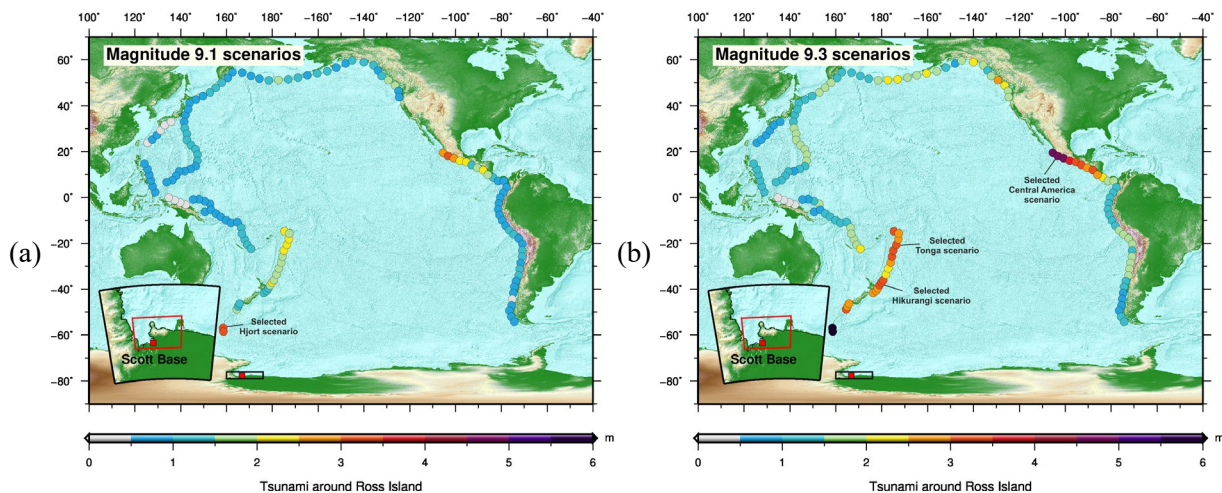 100˚ 120˚ 140˚ 160˚ 180˚ −160˚ −140˚ −120˚ −100˚ −80˚ −60˚ −40˚
Magnitude 9.1 scenarios
60˚
40˚
20˚
0˚
−20˚
−40˚
−60˚
−80˚
(a)
Selected
Hjort scenario
Scott Base
m
0 1 2 3 4 5 6
Tsunami around Ross Island
100˚ 120˚ 140˚ 160˚ 180˚ −160˚ −140˚ −120˚ −100˚ −80˚ −60˚ −40˚
Magnitude 9.3 scenarios
60˚
40˚
20˚
0˚
−20˚
−40˚
−60˚
−80˚
(b)
Selected
Central America
scenario
Selected
Tonga scenario
Selected
Hikurangi scenario
Scott Base
m
0 1 2 3 4 5 6
Tsunami around Ross Island